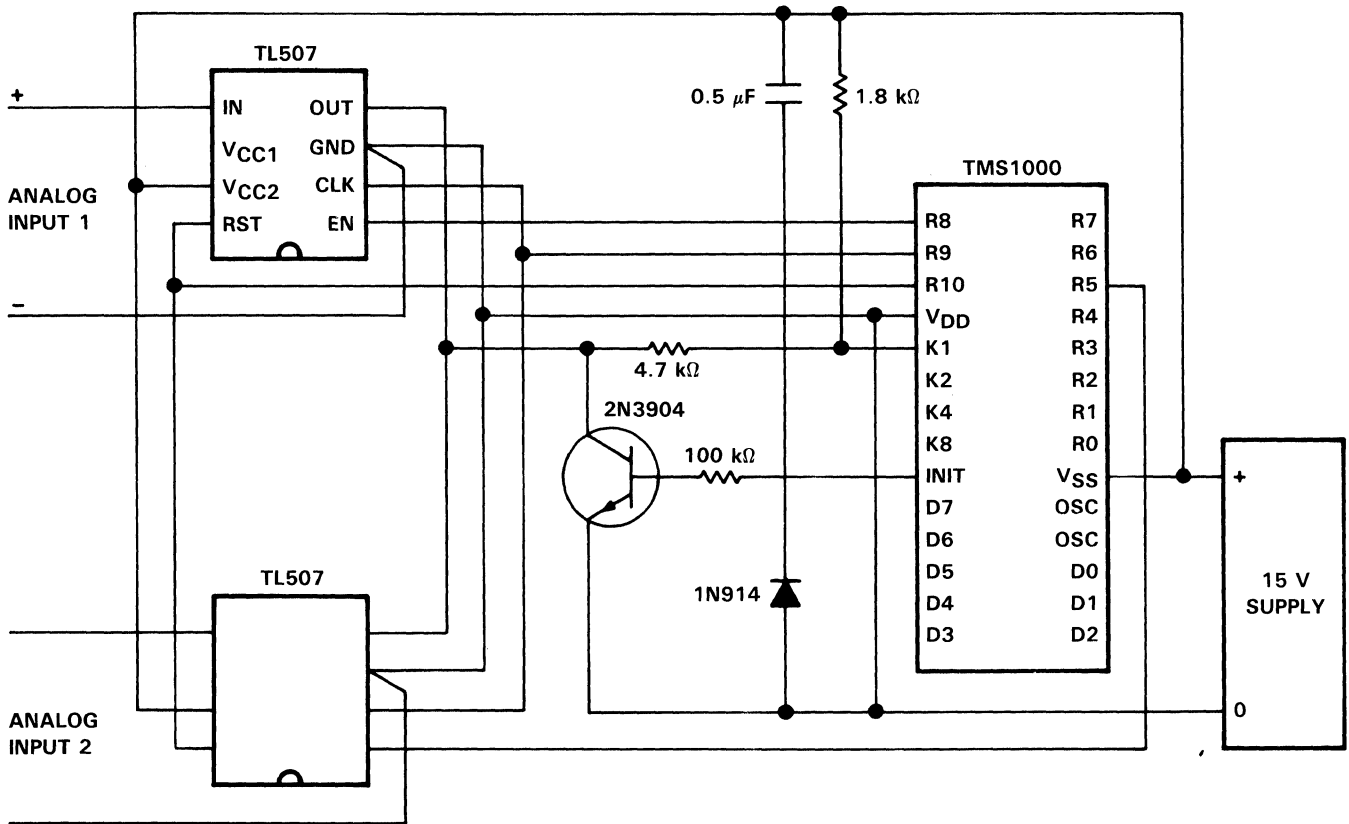 TL507
+
IN OUT
VCC1 GND
VCC2 CLK
RST EN
ANALOG
INPUT 1
−
0.5 μF
1.8 kΩ
TMS1000
R8 R7
R9 R6
R10 R5
VDD R4
K1 R3
K2 R2
K4 R1
K8 R0
INIT VSS
D7 OSC
D6 OSC
D5 D0
D4 D1
D3 D2
4.7 kΩ
2N3904
100 kΩ
1N914
+
15 V
SUPPLY
0
TL507
ANALOG
INPUT 2